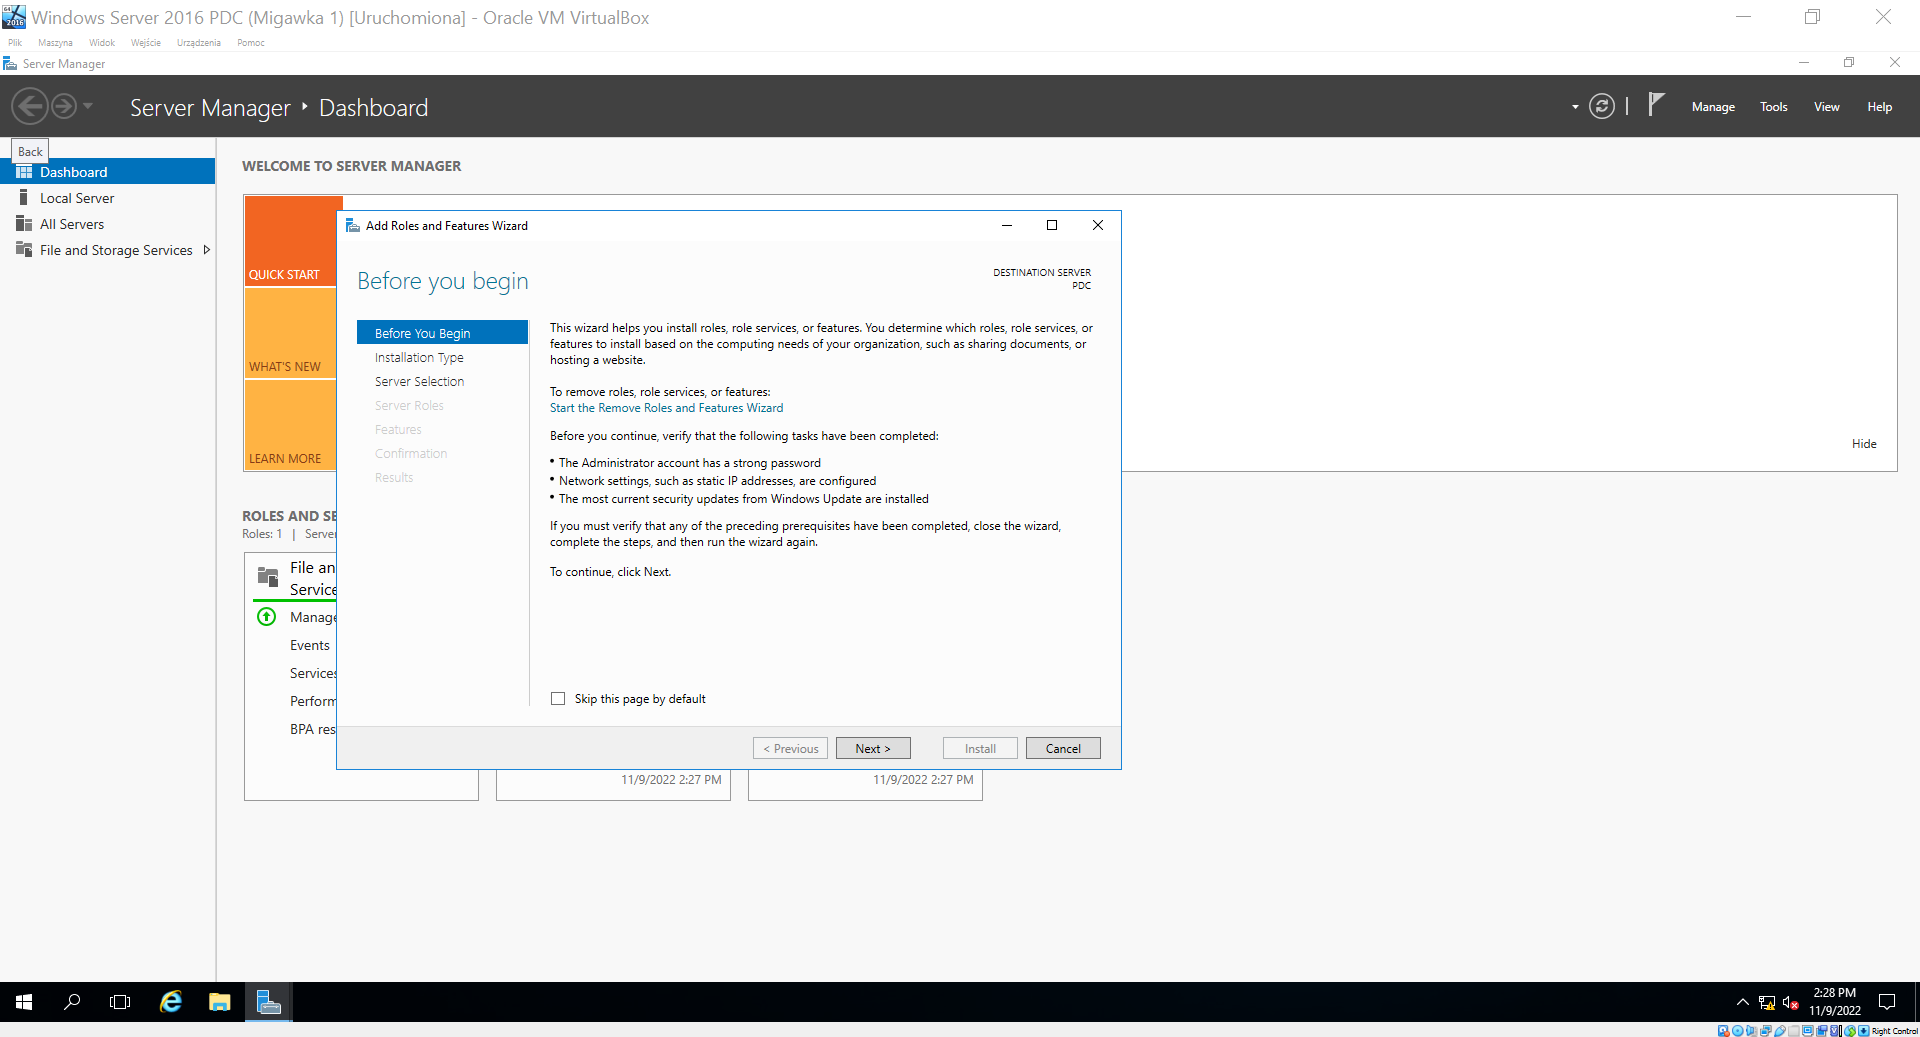 Windows Server 2016 PDC (Migawka 1) [Uruchomiona] - Oracle VM VirtualBox
Plik Maszyna Widok Wejście Urządzenia Pomoc
Server Manager
Server Manager ‣ Dashboard
Manage Tools View Help
Back
Dashboard
Local Server
All Servers
File and Storage Services
WELCOME TO SERVER MANAGER
QUICK START
WHAT'S NEW
LEARN MORE
Hide
Add Roles and Features Wizard
Before you begin
DESTINATION SERVER
PDC
Before You Begin
Installation Type
Server Selection
Server Roles
Features
Confirmation
Results
This wizard helps you install roles, role services, or features. You determine which roles, role services, or
features to install based on the computing needs of your organization, such as sharing documents, or
hosting a website.
To remove roles, role services, or features:
Start the Remove Roles and Features Wizard
Before you continue, verify that the following tasks have been completed:
• The Administrator account has a strong password
• Network settings, such as static IP addresses, are configured
• The most current security updates from Windows Update are installed
If you must verify that any of the preceding prerequisites have been completed, close the wizard,
complete the steps, and then run the wizard again.
To continue, click Next.
Skip this page by default
< Previous Next > Install Cancel
ROLES AND SE
Roles: 1 | Server
File an
Service
Manage
Events
Services
Perform
BPA res
11/9/2022 2:27 PM
11/9/2022 2:27 PM
2:28 PM
11/9/2022
Right Control